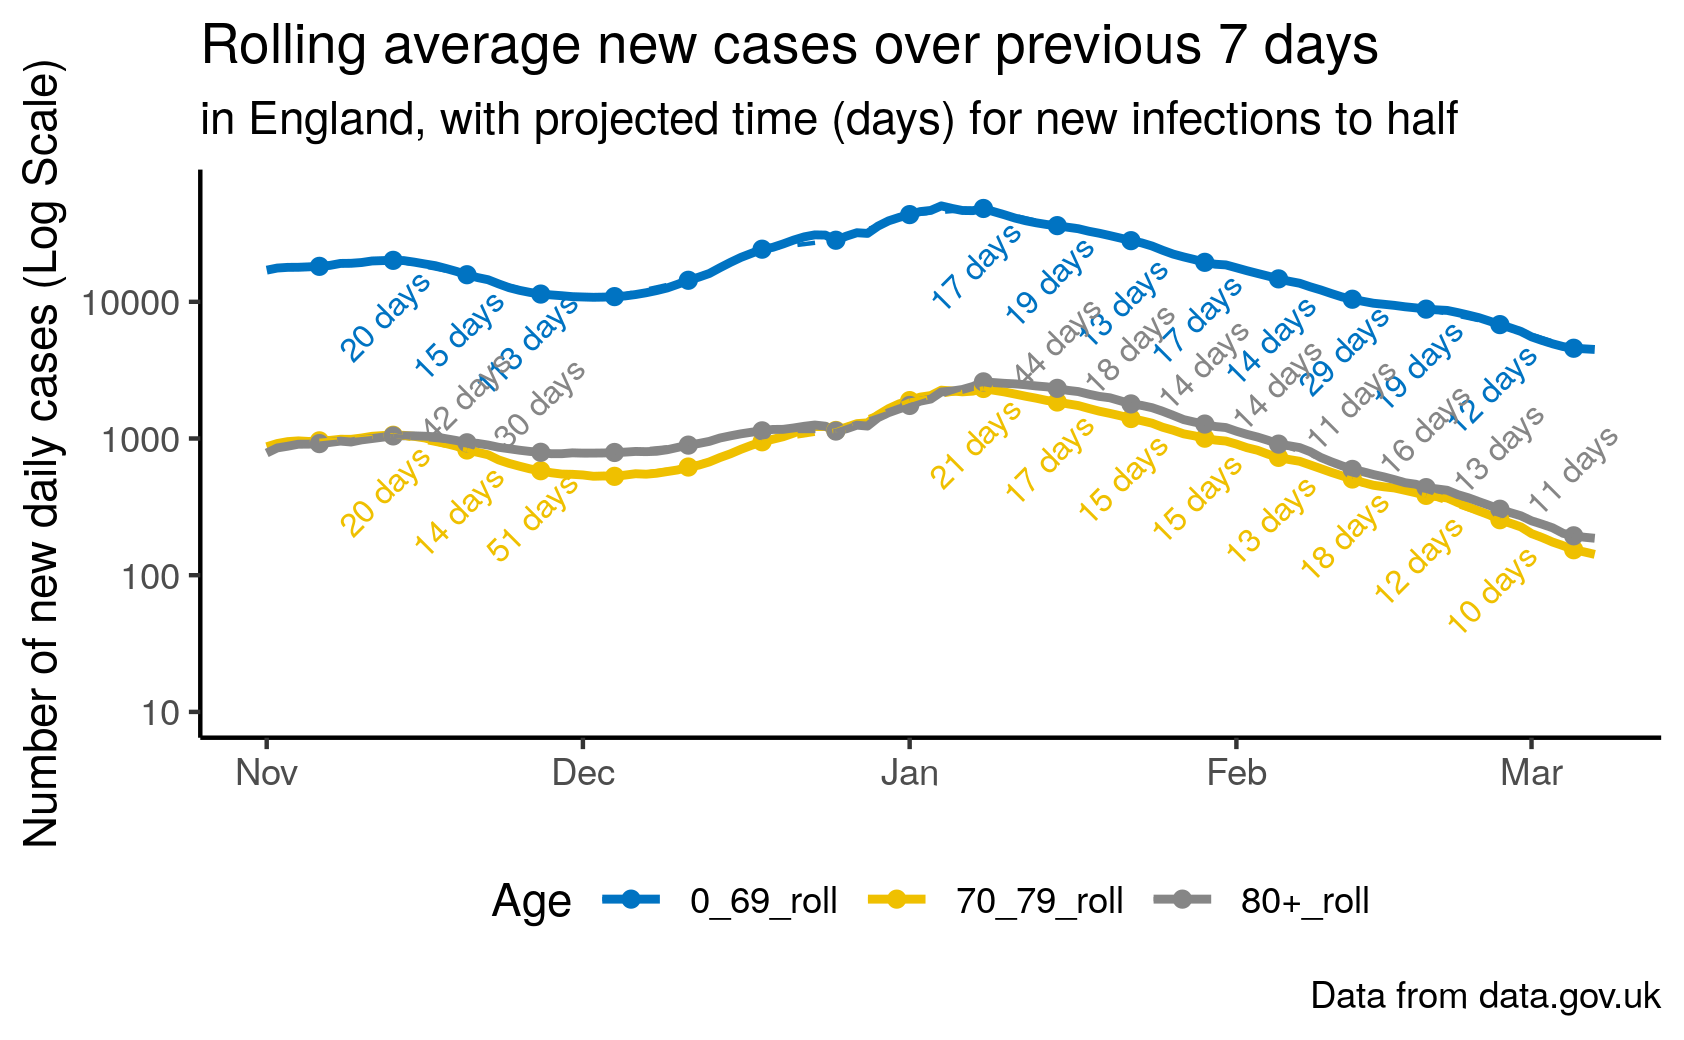 Rolling average new cases over previous 7 days
in England, with projected time (days) for new infections to half
Number of new daily cases (Log Scale)
10000
1000
100
10
20 days
15 days
113 days
17 days
19 days
13 days
17 days
14 days
29 days
19 days
12 days
42 days
30 days
44 days
18 days
14 days
14 days
11 days
16 days
13 days
11 days
20 days
14 days
51 days
21 days
17 days
15 days
15 days
13 days
18 days
12 days
10 days
Nov Dec Jan Feb Mar
Age 0_69_roll 70_79_roll 80+_roll
Data from data.gov.uk